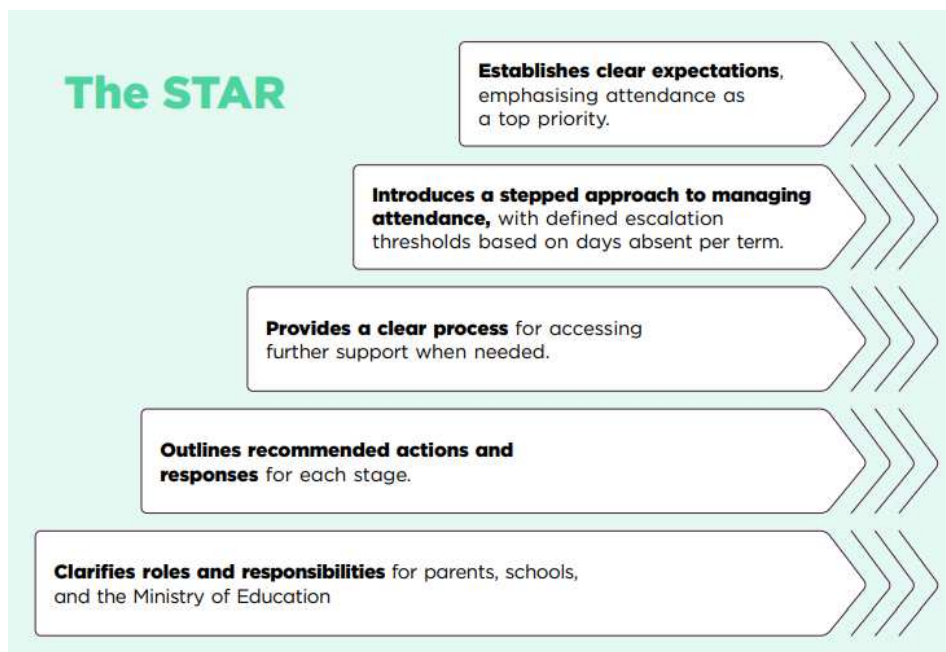 The STAR
Establishes clear expectations,
emphasising attendance as
a top priority.
Introduces a stepped approach to managing
attendance, with defined escalation
thresholds based on days absent per term.
Provides a clear process for accessing
further support when needed.
Outlines recommended actions and
responses for each stage.
Clarifies roles and responsibilities for parents, schools,
and the Ministry of Education